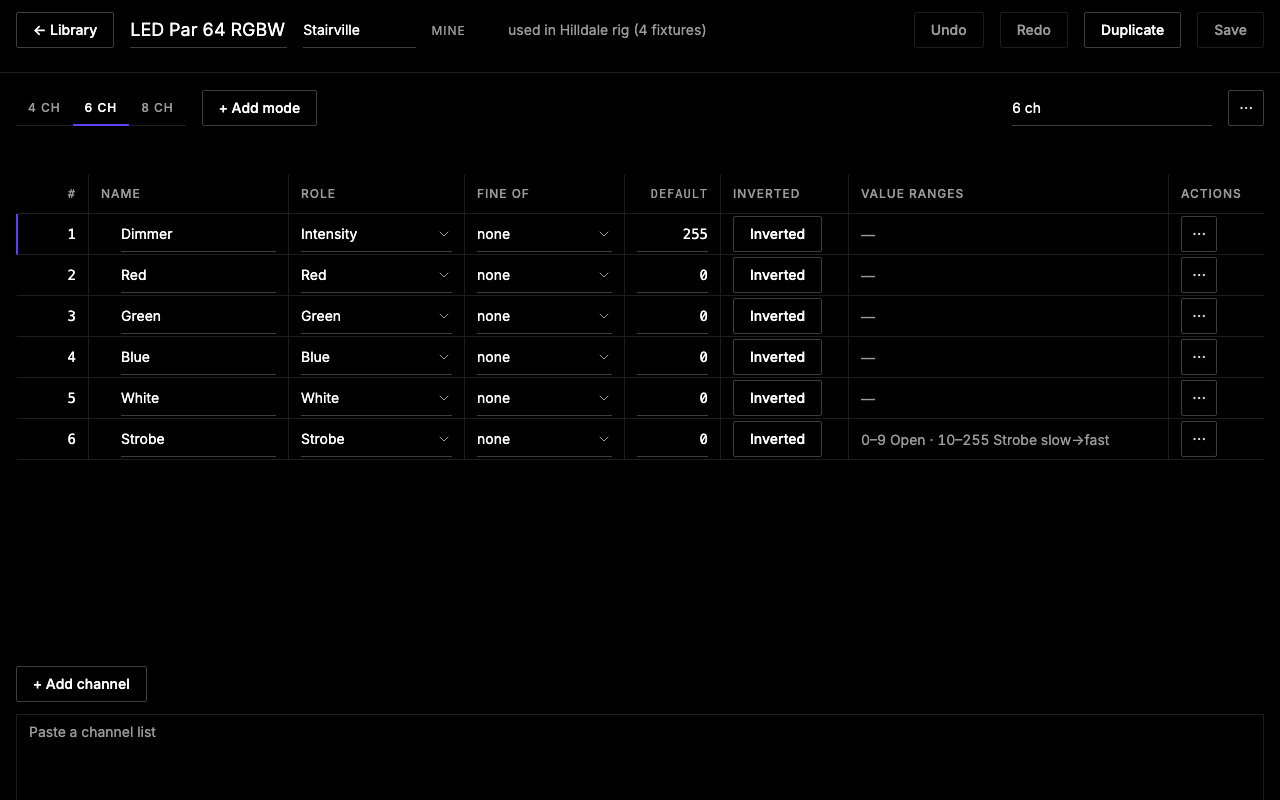 ← Library LED Par 64 RGBW Stairville MINE used in Hilldale rig (4 fixtures) Undo Redo Duplicate Save
4 CH 6 CH 8 CH + Add mode 6 ch ···
# NAME ROLE FINE OF DEFAULT INVERTED VALUE RANGES ACTIONS
1 Dimmer Intensity none 255 Inverted — ···
2 Red Red none 0 Inverted — ···
3 Green Green none 0 Inverted — ···
4 Blue Blue none 0 Inverted — ···
5 White White none 0 Inverted — ···
6 Strobe Strobe none 0 Inverted 0–9 Open · 10–255 Strobe slow→fast ···
+ Add channel
Paste a channel list